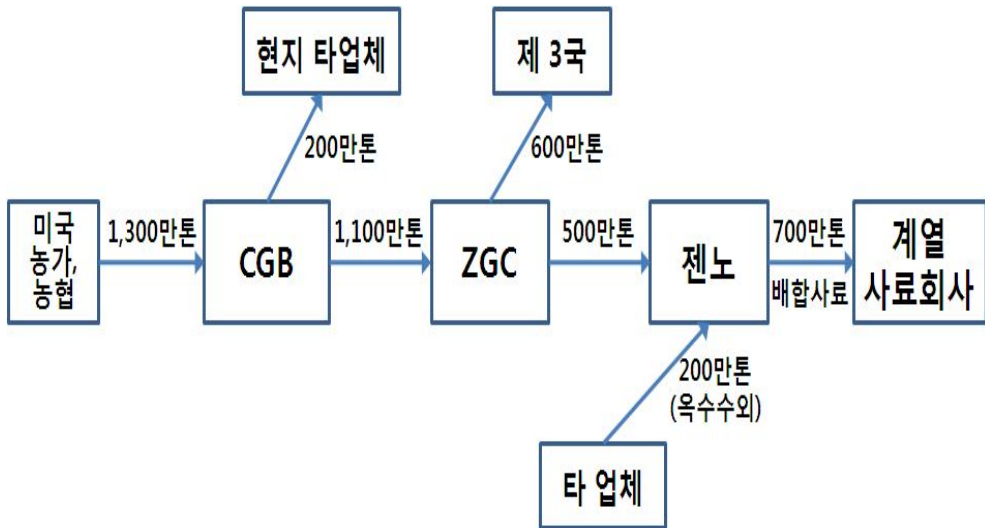 현지 타업체
제 3국
200만톤
600만톤
미국
농가,
농협
1,300만톤
CGB
1,100만톤
ZGC
500만톤
젠노
700만톤
배합사료
계열
사료회사
200만톤
(옥수수외)
타 업체